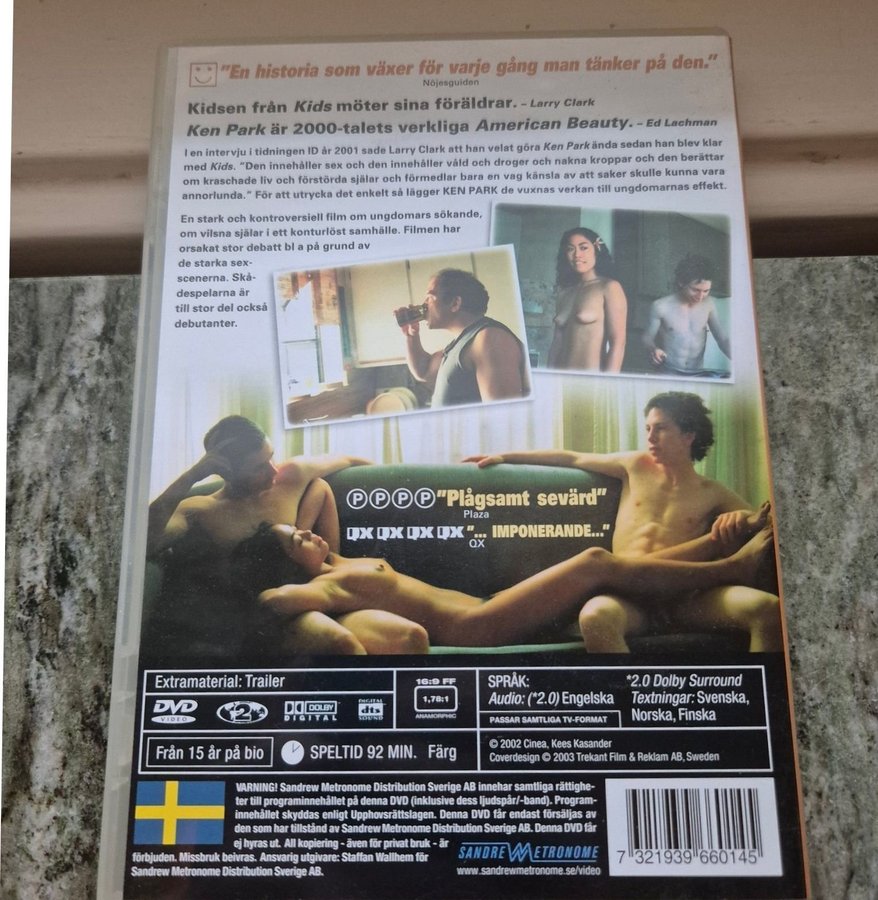 "En historia som växer för varje gång man tänker på den."
Nöjesguiden
Kidsen från Kids möter sina föräldrar. – Larry Clark
Ken Park är 2000-talets verkliga American Beauty. – Ed Lachman
I en intervju i tidningen ID år 2001 sade Larry Clark att han velat göra Ken Park ända sedan han blev klar
med Kids. "Den innehåller sex och den innehåller våld och droger och nakna kroppar och den berättar
om kraschade liv och förstörda själar och förmedlar bara en vag känsla av att saker skulle kunna vara
annorlunda." För att utrycka det enkelt så lägger KEN PARK de vuxnas verkan till ungdomarnas effekt.
En stark och kontroversiell film om ungdomars sökande,
om vilsna själar i ett konturlöst samhälle. Filmen har
orsakat stor debatt bl a på grund av
de starka sex-
scenerna. Skå-
despelarna är
till stor del också
debutanter.
PPPP "Plågsamt sevärd"
Plaza
QX QX QX QX "... IMPONERANDE..."
QX
Extramaterial: Trailer
DVD
VIDEO
2
DOLBY
DIGITAL
DIGITAL
dts
SOUND
16:9 FF
1,78:1
ANAMORPHIC
SPRÅK: *2.0 Dolby Surround
Audio: (*2.0) Engelska Textningar: Svenska,
Norska, Finska
PASSAR SAMTLIGA TV-FORMAT
Från 15 år på bio
SPELTID 92 MIN. Färg
© 2002 Cinea, Kees Kasander
Coverdesign © 2003 Trekant Film & Reklam AB, Sweden
VARNING! Sandrew Metronome Distribution Sverige AB innehar samtliga rättighe-
ter till programinnehållet på denna DVD (inklusive dess ljudspår/-band). Program-
innehållet skyddas enligt Upphovsrättslagen. Denna DVD får endast försäljas av
den som har tillstånd av Sandrew Metronome Distribution Sverige AB. Denna DVD får
ej hyras ut. All kopiering - även för privat bruk - är
förbjuden. Missbruk beivras. Ansvarig utgivare: Staffan Wallhem för
Sandrew Metronome Distribution Sverige AB.
SANDREW METRONOME
www.sandrewmetronome.se/video
7 321939 660145